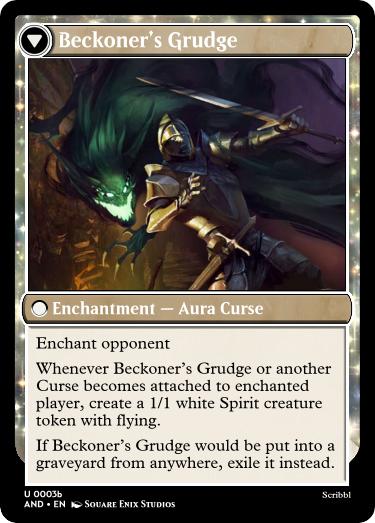 Beckoner's Grudge
Enchantment — Aura Curse
Enchant opponent
Whenever Beckoner's Grudge or another
Curse becomes attached to enchanted
player, create a 1/1 white Spirit creature
token with flying.
If Beckoner's Grudge would be put into a
graveyard from anywhere, exile it instead.
U 0003b
Scribbl
AND • EN Square Enix Studios